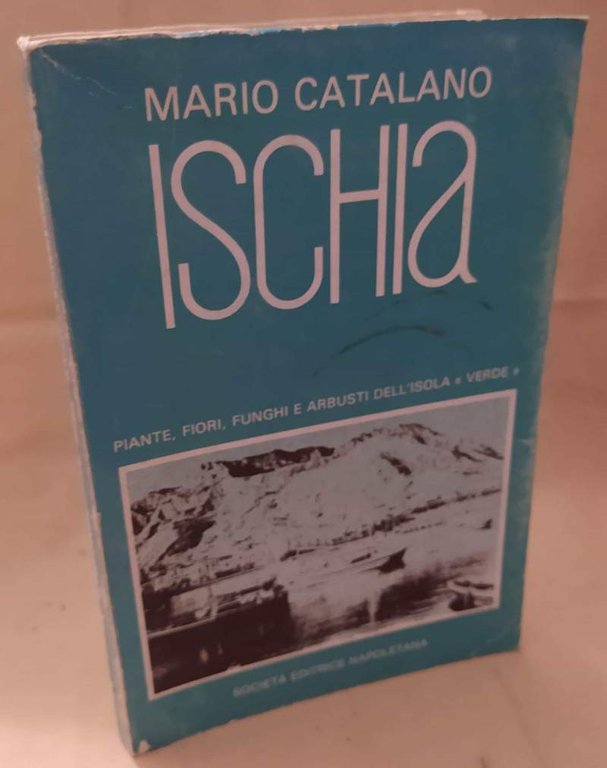 MARIO CATALANO
ISCHIa
PIANTE, FIORI, FUNGHI E ARBUSTI DELL'ISOLA « VERDE »
SOCIETÀ EDITRICE NAPOLETANA